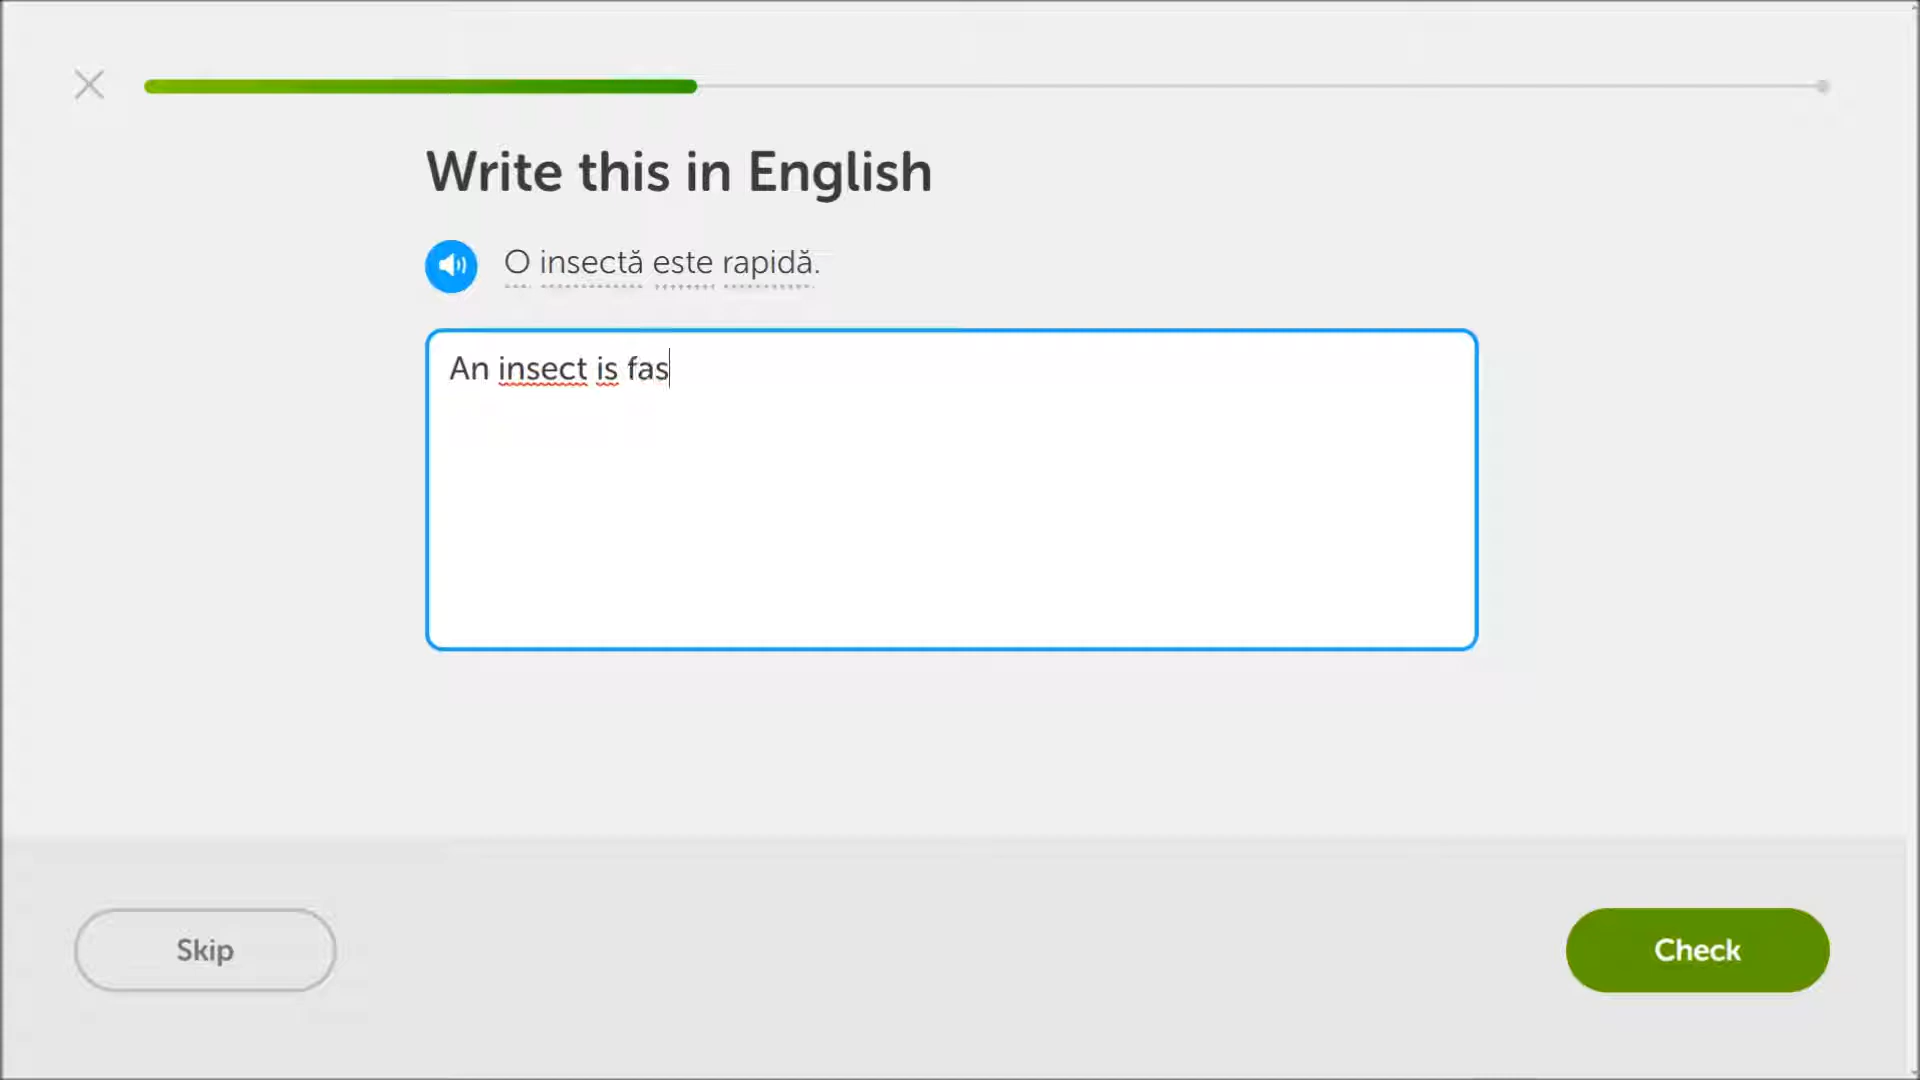 Write this in English
O insectă este rapidă.
An insect is fas
Skip
Check